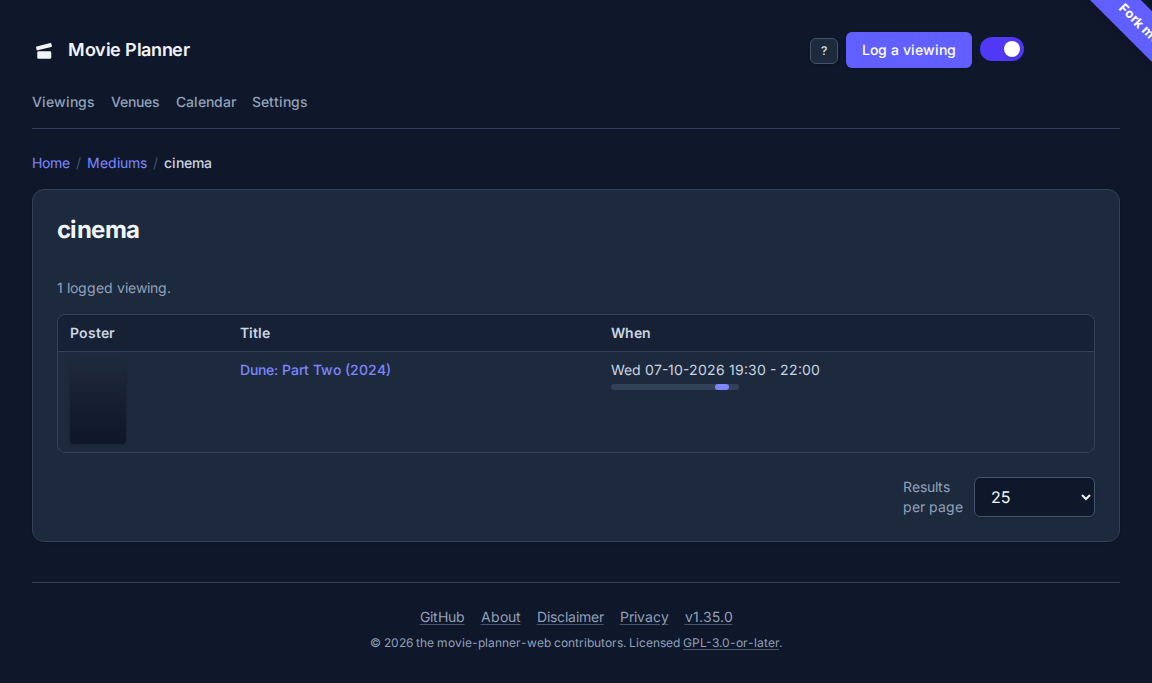 Movie Planner
?
Log a viewing
Fork m
Viewings Venues Calendar Settings
Home / Mediums / cinema
cinema
1 logged viewing.
Poster Title When
Dune: Part Two (2024) Wed 07-10-2026 19:30 - 22:00
Results
per page
25
GitHub About Disclaimer Privacy v1.35.0
© 2026 the movie-planner-web contributors. Licensed GPL-3.0-or-later.